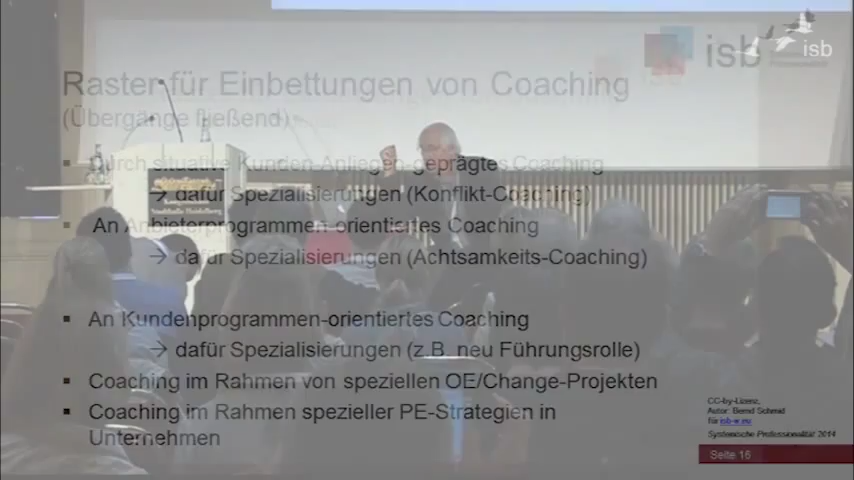 isb
isb
Raster für Einbettungen von Coaching
(Übergänge fließend)
▪ Durch situative Kunden-Anliegen-geprägtes Coaching
→ dafür Spezialisierungen (Konflikt-Coaching)
An Anbieterprogrammen-orientiertes Coaching
→ dafür Spezialisierungen (Achtsamkeits-Coaching)
▪ An Kundenprogrammen-orientiertes Coaching
→ dafür Spezialisierungen (z.B. neu Führungsrolle)
▪ Coaching im Rahmen von speziellen OE/Change-Projekten
▪ Coaching im Rahmen spezieller PE-Strategien in
Unternehmen
Stadthalle Heidelberg
CC-by-Lizenz,
Autor: Bernd Schmid
für isb-w.eu
Systemische Professionalität 2014
Seite 16